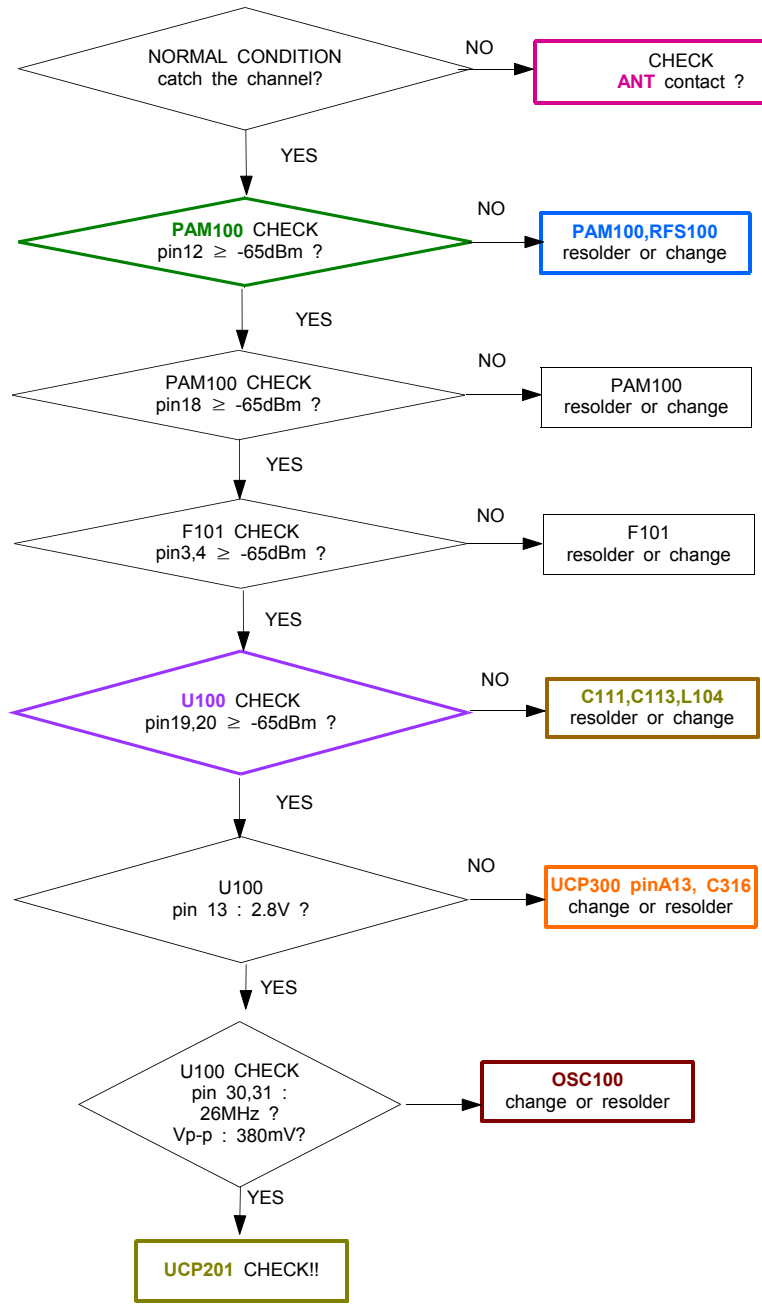 NORMAL CONDITION
catch the channel?
NO
CHECK
ANT contact ?
YES
PAM100 CHECK
pin12 ≥ -65dBm ?
NO
PAM100,RFS100
resolder or change
YES
PAM100 CHECK
pin18 ≥ -65dBm ?
NO
PAM100
resolder or change
YES
F101 CHECK
pin3,4 ≥ -65dBm ?
NO
F101
resolder or change
YES
U100 CHECK
pin19,20 ≥ -65dBm ?
NO
C111,C113,L104
resolder or change
YES
U100
pin 13 : 2.8V ?
NO
UCP300 pinA13, C316
change or resolder
YES
U100 CHECK
pin 30,31 :
26MHz ?
Vp-p : 380mV?
OSC100
change or resolder
YES
UCP201 CHECK!!